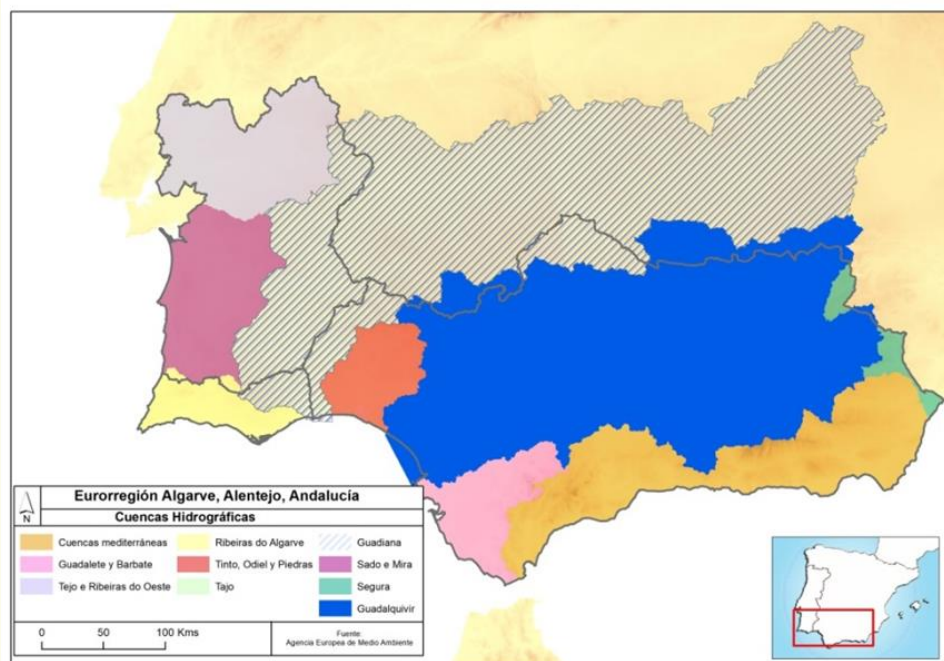 Eurorregión Algarve, Alentejo, Andalucía
Cuencas Hidrográficas
N
Cuencas mediterráneas
Ribeiras do Algarve
Guadiana
Guadalete y Barbate
Tinto, Odiel y Piedras
Sado e Mira
Tejo e Ribeiras do Oeste
Tajo
Segura
Guadalquivir
0 50 100 Kms
Fuente:
Agencia Europea de Medio Ambiente